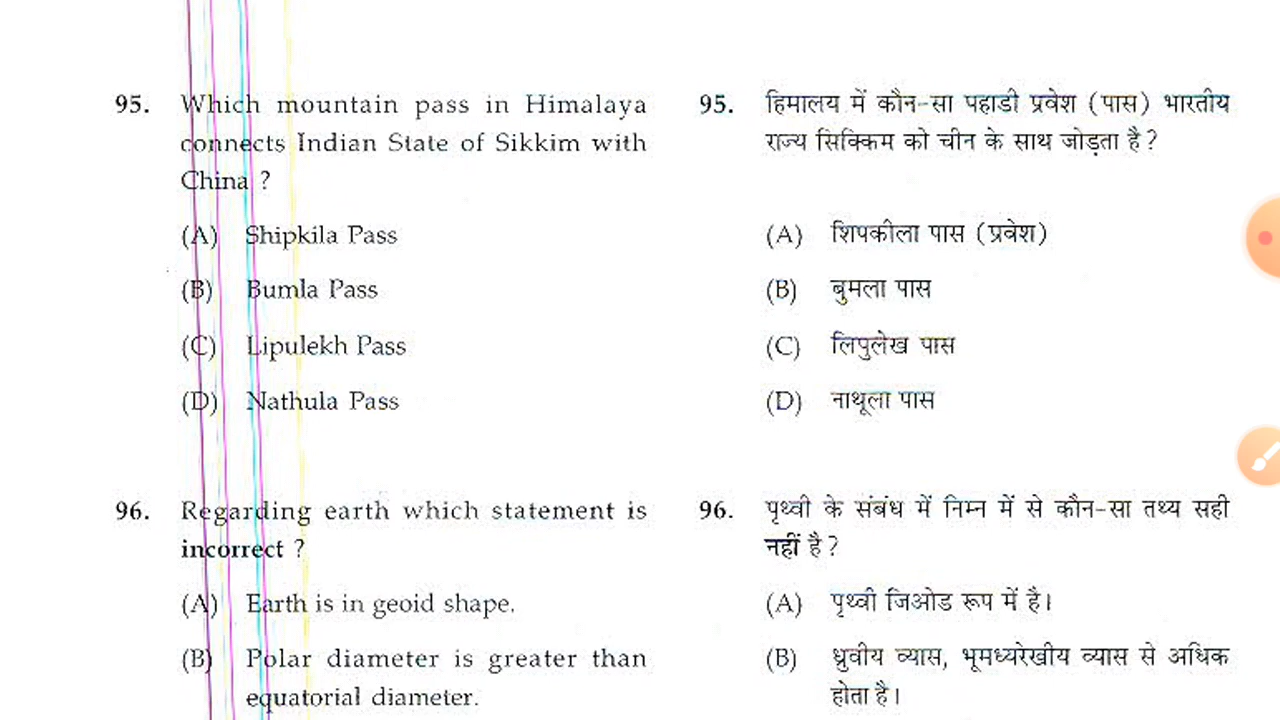 95. Which mountain pass in Himalaya
connects Indian State of Sikkim with
China ?
(A) Shipkila Pass
(B) Bumla Pass
(C) Lipulekh Pass
(D) Nathula Pass
96. Regarding earth which statement is
incorrect ?
(A) Earth is in geoid shape.
(B) Polar diameter is greater than
equatorial diameter.
95. हिमालय में कौन-सा पहाडी प्रवेश (पास) भारतीय
राज्य सिक्किम को चीन के साथ जोड़ता है ?
(A) शिपकीला पास (प्रवेश)
(B) बुमला पास
(C) लिपुलेख पास
(D) नाथूला पास
96. पृथ्वी के संबंध में निम्न में से कौन-सा तथ्य सही
नहीं है ?
(A) पृथ्वी जिओड रूप में है।
(B) ध्रुवीय व्यास, भूमध्यरेखीय व्यास से अधिक
होता है।